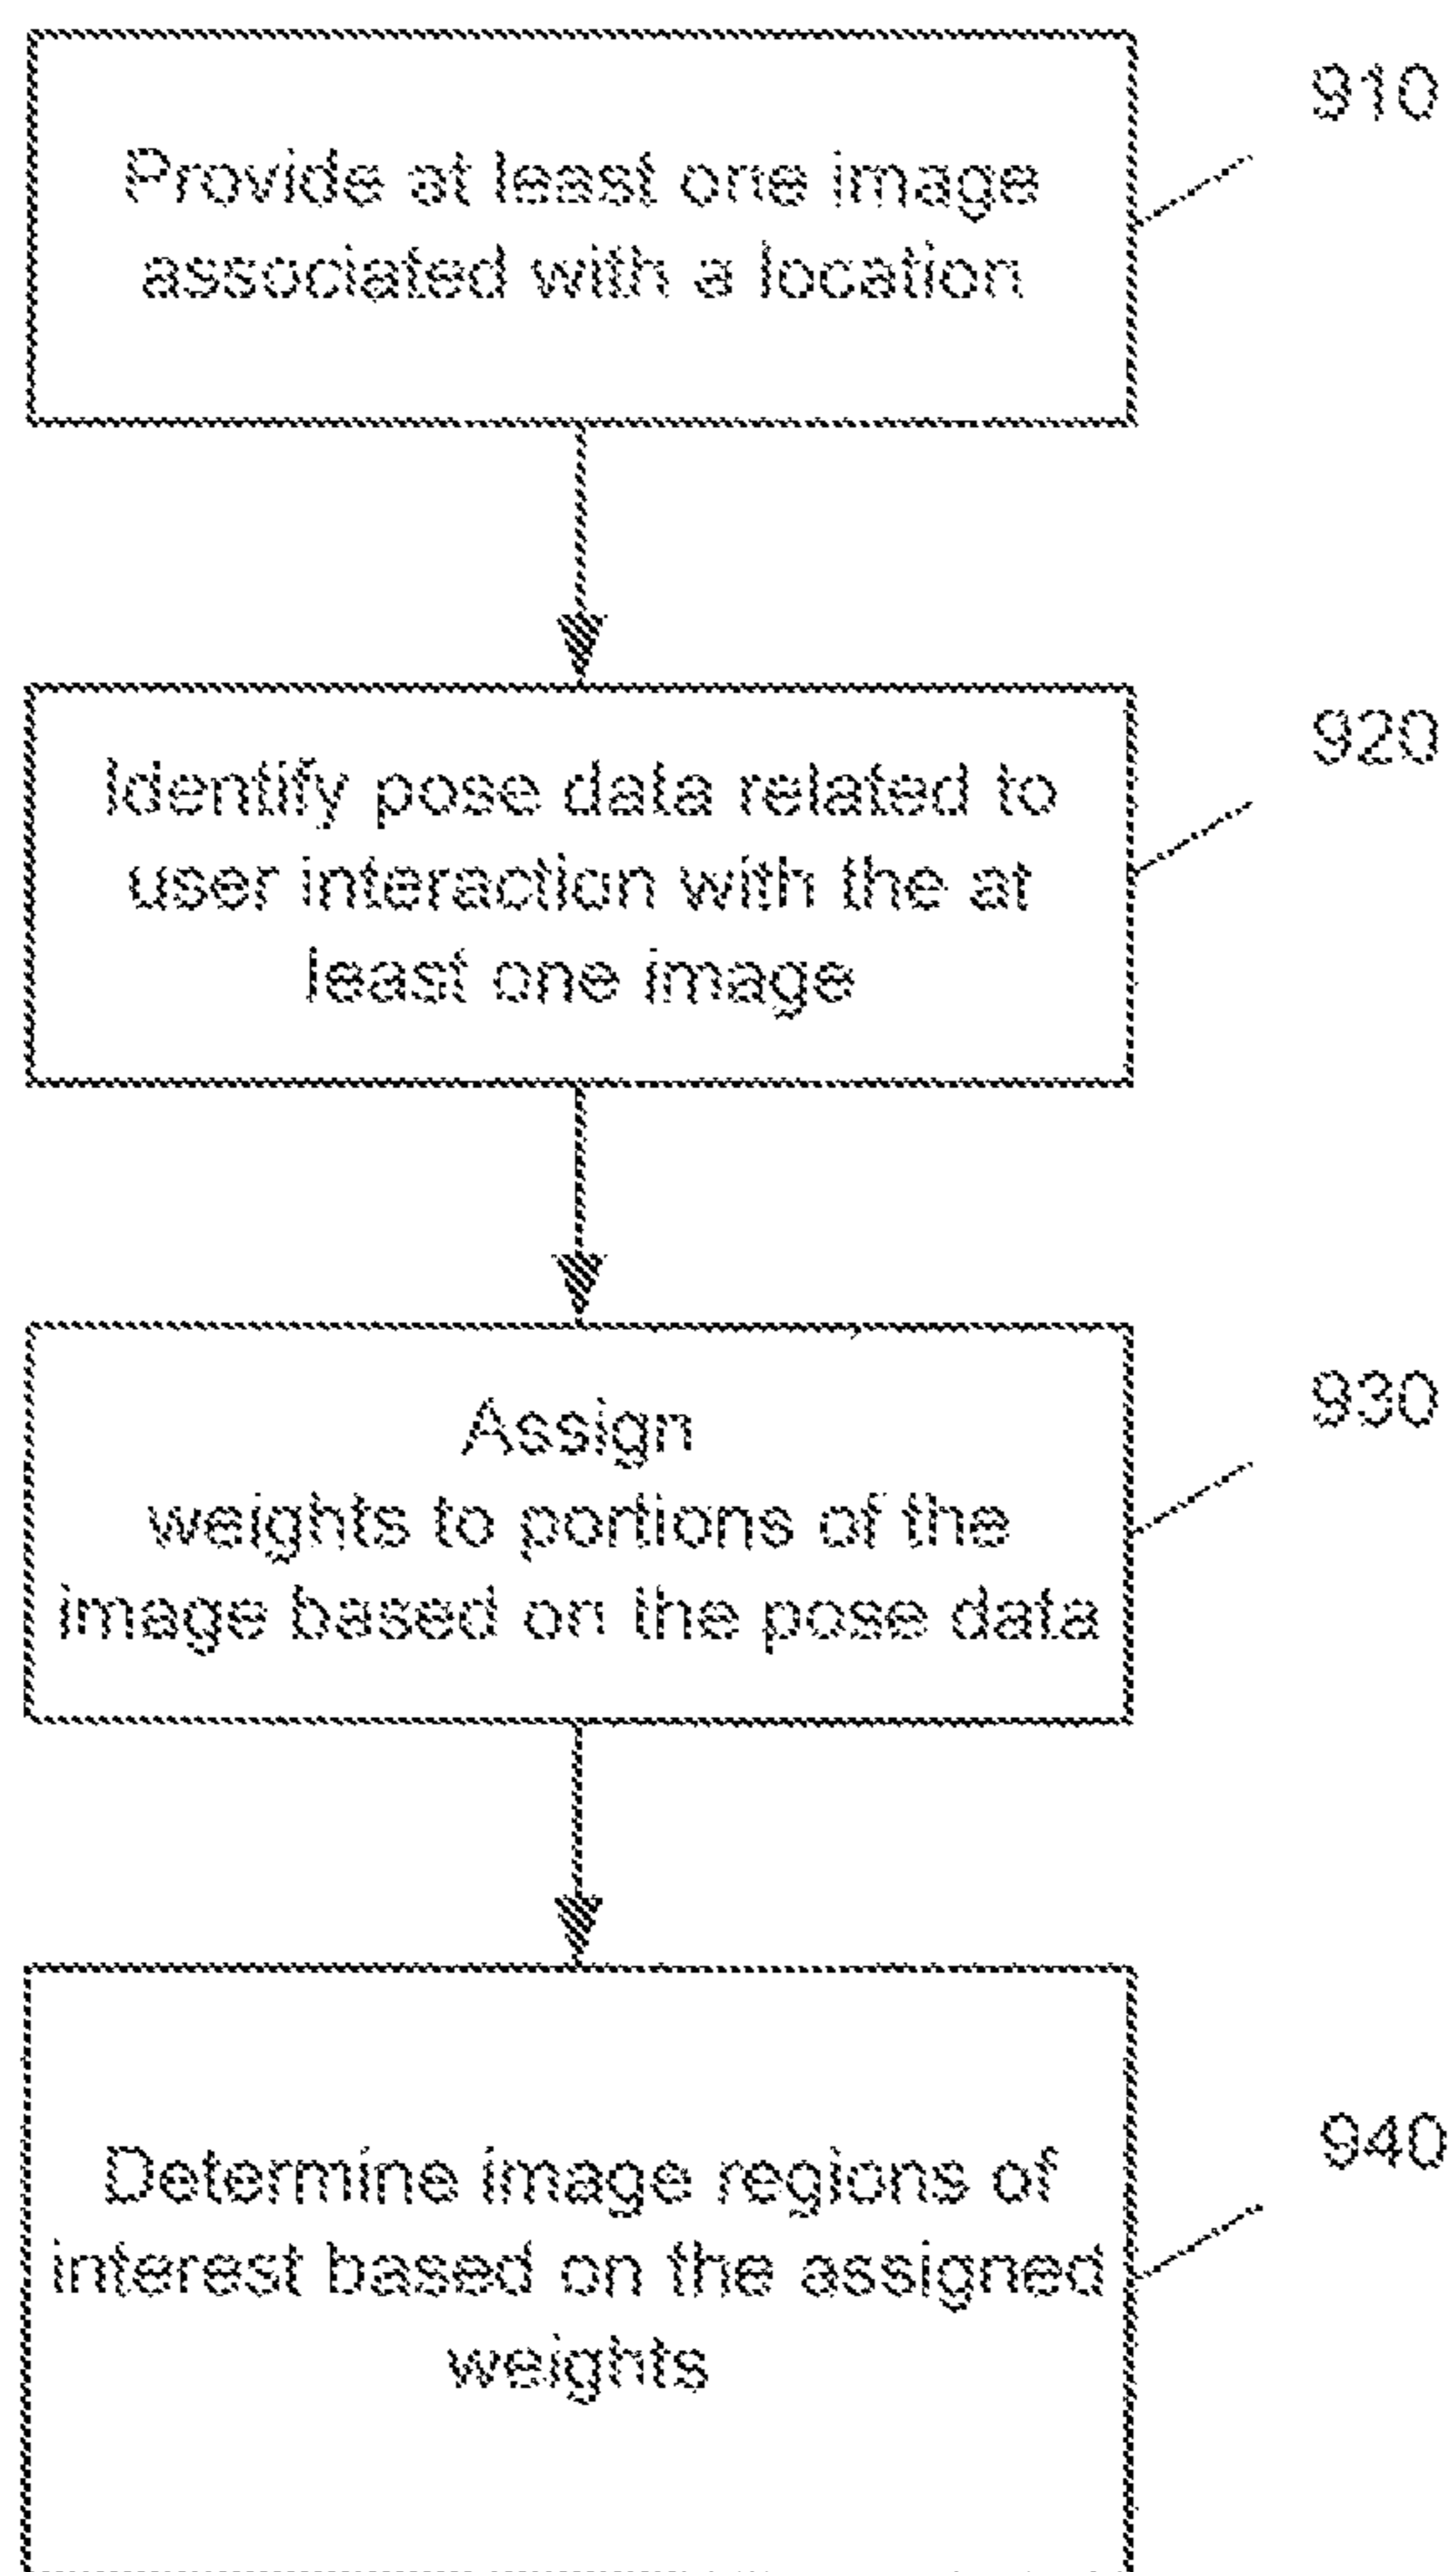 910
Provide at least one image
associated with a location
920
Identify pose data related to
user interaction with the at
least one image
930
Assign
weights to portions of the
image based on the pose data
940
Determine image regions of
interest based on the assigned
weights